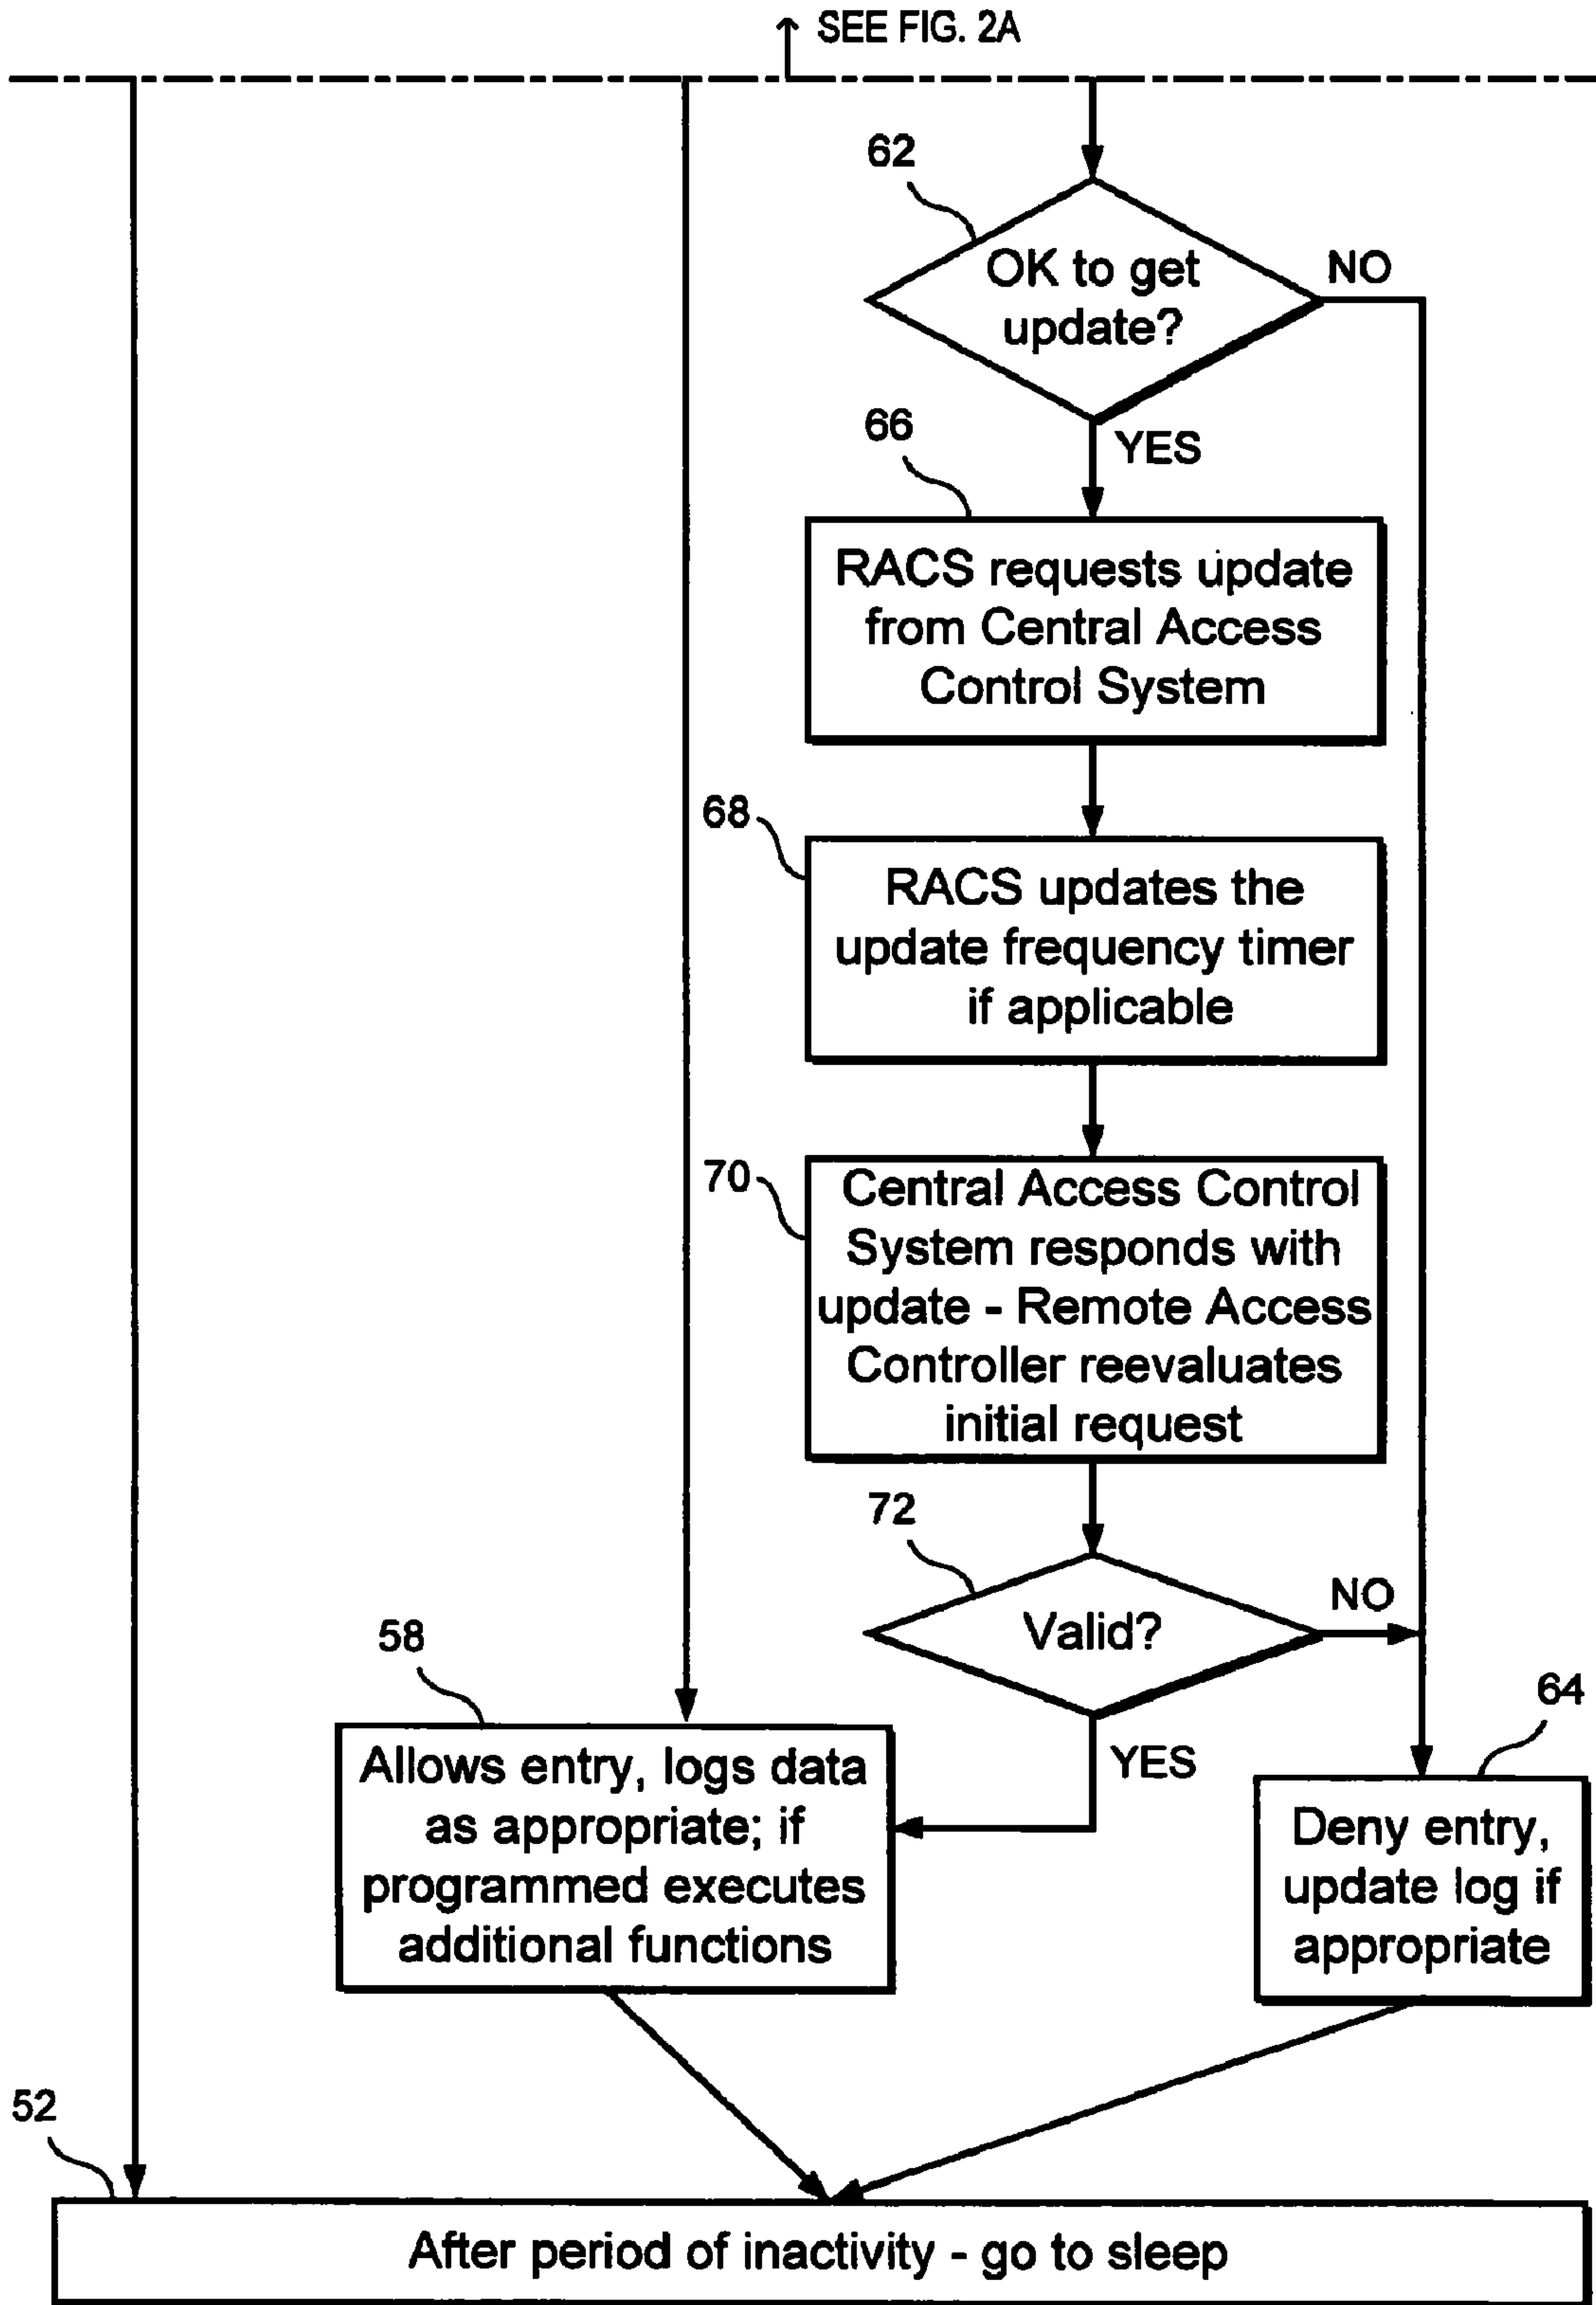 SEE FIG. 2A
62
OK to get
update?
NO
YES
66
RACS requests update
from Central Access
Control System
68
RACS updates the
update frequency timer
if applicable
70
Central Access Control
System responds with
update - Remote Access
Controller reevaluates
initial request
72
Valid?
NO
YES
58
Allows entry, logs data
as appropriate; if
programmed executes
additional functions
64
Deny entry,
update log if
appropriate
52
After period of inactivity - go to sleep